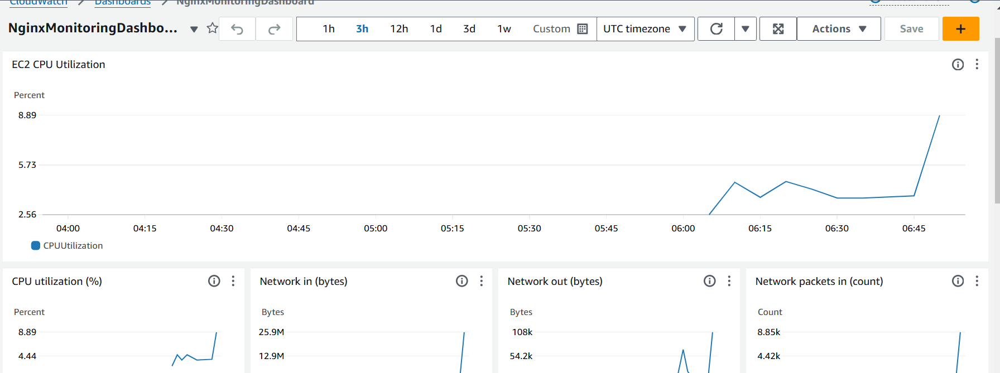 CloudWatch Dashboards NginxMonitoringDashboard
NginxMonitoringDashbo... 1h 3h 12h 1d 3d 1w Custom UTC timezone Actions Save +
EC2 CPU Utilization
Percent
8.89
5.73
2.56
04:00 04:15 04:30 04:45 05:00 05:15 05:30 05:45 06:00 06:15 06:30 06:45
CPUUtilization
CPU utilization (%)
Percent
8.89
4.44
Network in (bytes)
Bytes
25.9M
12.9M
Network out (bytes)
Bytes
108k
54.2k
Network packets in (count)
Count
8.85k
4.42k